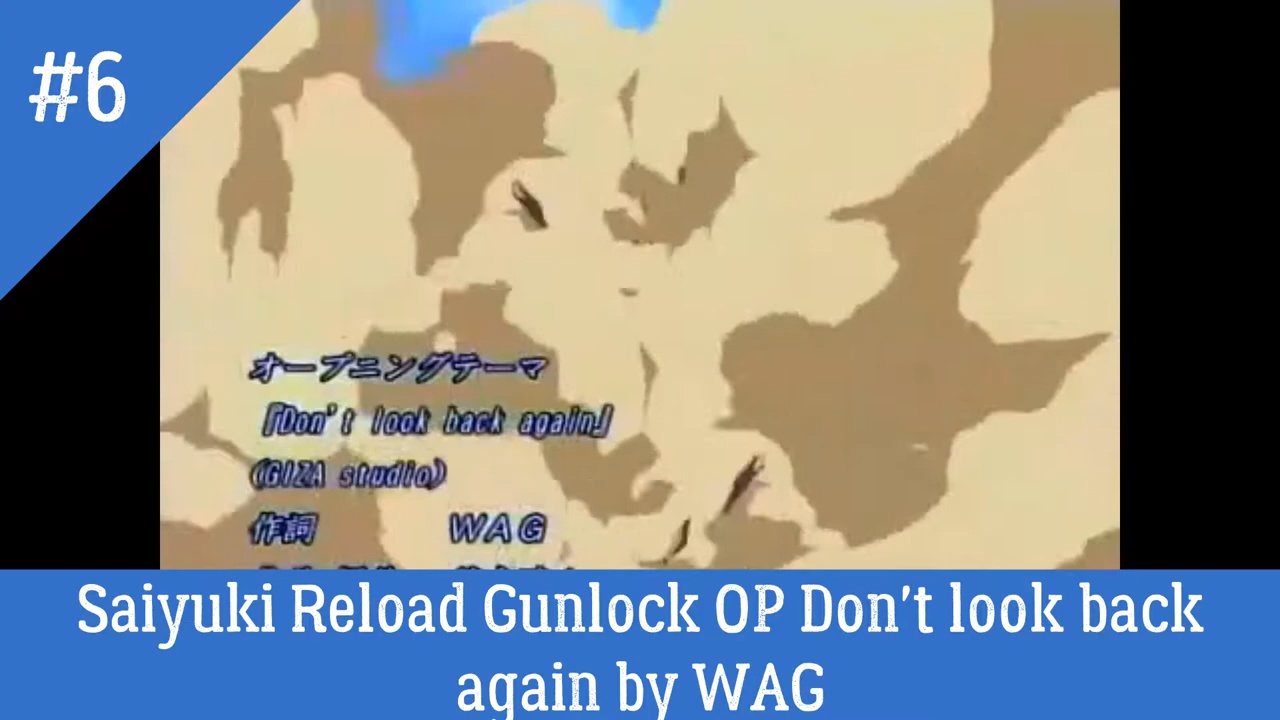 #6
オープニングテーマ
『Don't look back again』
(GIZA studio)
作詞 WAG
Saiyuki Reload Gunlock OP Don't look back
again by WAG